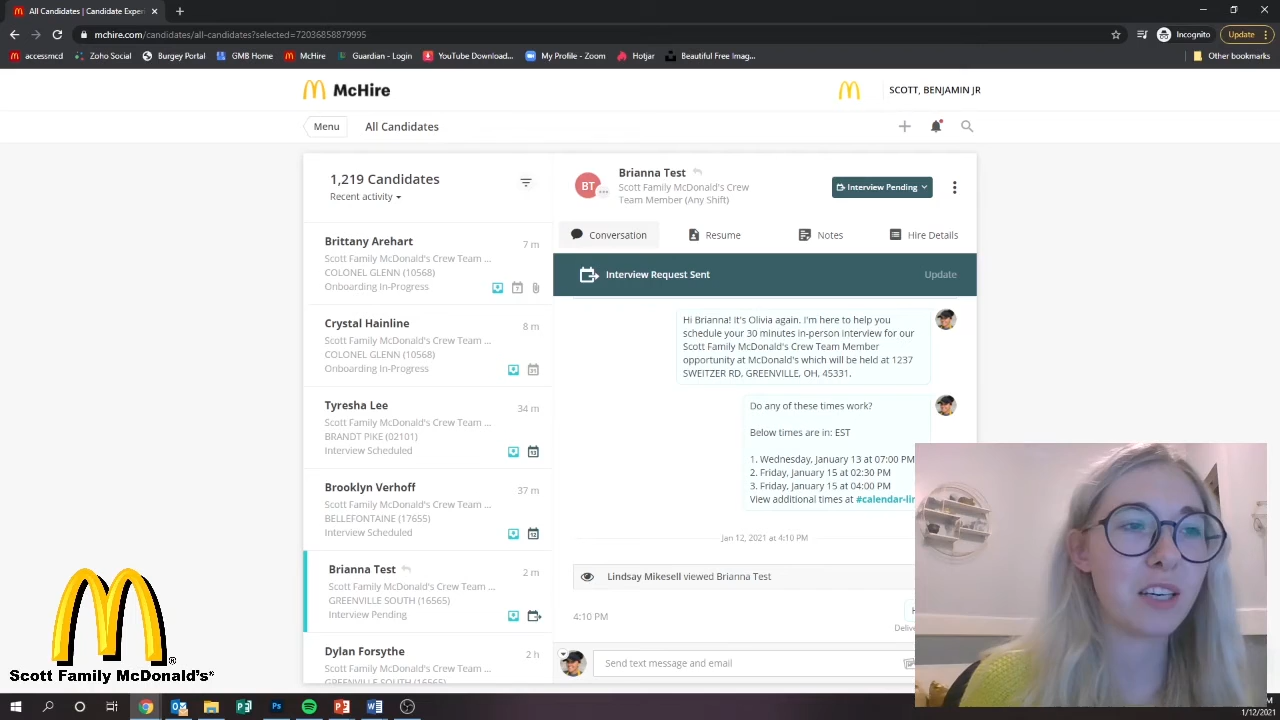 All Candidates | Candidate Experi
mchire.com/candidates/all-candidates?selected=72036858879995
Incognito
Update
accessmcd
Zoho Social
Burgey Portal
GMB Home
McHire
Guardian - Login
YouTube Download...
My Profile - Zoom
Hotjar
Beautiful Free Imag...
Other bookmarks
McHire
SCOTT, BENJAMIN JR
Menu
All Candidates
1,219 Candidates
Recent activity
Brittany Arehart
7 m
Scott Family McDonald's Crew Team ...
COLONEL GLENN (10568)
Onboarding In-Progress
Crystal Hainline
8 m
Scott Family McDonald's Crew Team ...
COLONEL GLENN (10568)
Onboarding In-Progress
Tyresha Lee
34 m
Scott Family McDonald's Crew Team ...
BRANDT PIKE (02101)
Interview Scheduled
Brooklyn Verhoff
37 m
Scott Family McDonald's Crew Team ...
BELLEFONTAINE (17655)
Interview Scheduled
Brianna Test
2 m
Scott Family McDonald's Crew Team ...
GREENVILLE SOUTH (16565)
Interview Pending
Dylan Forsythe
2 h
Scott Family McDonald's Crew Team ...
GREENVILLE SOUTH (16565)
BT
Brianna Test
Scott Family McDonald's Crew
Team Member (Any Shift)
Interview Pending
Conversation
Resume
Notes
Hire Details
Interview Request Sent
Update
Hi Brianna! It's Olivia again. I'm here to help you
schedule your 30 minutes in-person interview for our
Scott Family McDonald's Crew Team Member
opportunity at McDonald's which will be held at 1237
SWEITZER RD, GREENVILLE, OH, 45331.
Do any of these times work?
Below times are in: EST
1. Wednesday, January 13 at 07:00 PM
2. Friday, January 15 at 02:30 PM
3. Friday, January 15 at 04:00 PM
View additional times at #calendar-lin
Jan 12, 2021 at 4:10 PM
Lindsay Mikesell viewed Brianna Test
4:10 PM
H
Delive
Send text message and email
Scott Family McDonald's®
1/12/2021